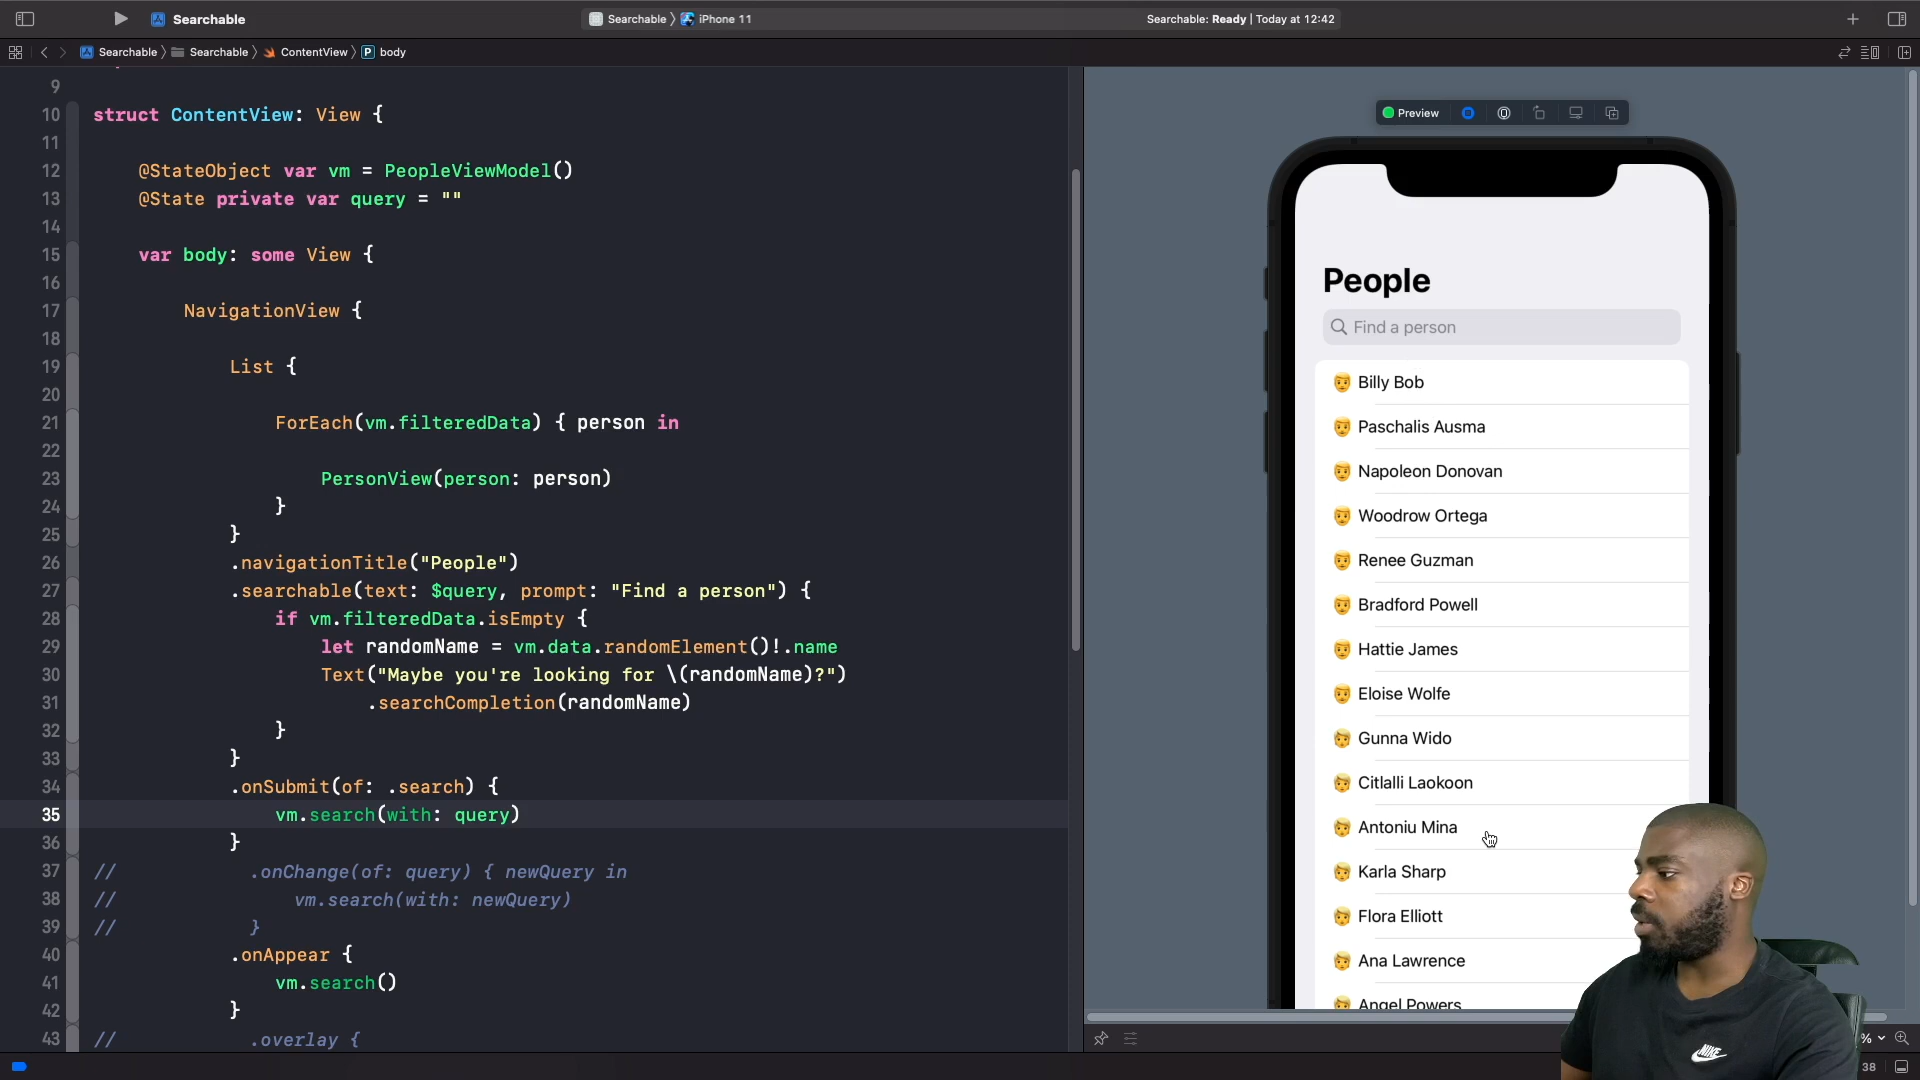 Searchable
Searchable 〉 iPhone 11
Searchable: Ready | Today at 12:42
Searchable 〉 Searchable 〉 ContentView 〉 P body
9
10 struct ContentView: View {
11
12 @StateObject var vm = PeopleViewModel()
13 @State private var query = ""
14
15 var body: some View {
16
17 NavigationView {
18
19 List {
20
21 ForEach(vm.filteredData) { person in
22
23 PersonView(person: person)
24 }
25 }
26 .navigationTitle("People")
27 .searchable(text: $query, prompt: "Find a person") {
28 if vm.filteredData.isEmpty {
29 let randomName = vm.data.randomElement()!.name
30 Text("Maybe you're looking for \(randomName)?")
31 .searchCompletion(randomName)
32 }
33 }
34 .onSubmit(of: .search) {
35 vm.search(with: query)
36 }
37 // .onChange(of: query) { newQuery in
38 // vm.search(with: newQuery)
39 // }
40 .onAppear {
41 vm.search()
42 }
43 // .overlay {
Preview
People
Find a person
Billy Bob
Paschalis Ausma
Napoleon Donovan
Woodrow Ortega
Renee Guzman
Bradford Powell
Hattie James
Eloise Wolfe
Gunna Wido
Citlalli Laokoon
Antoniu Mina
Karla Sharp
Flora Elliott
Ana Lawrence
Angel Powers
%
38
NIKE